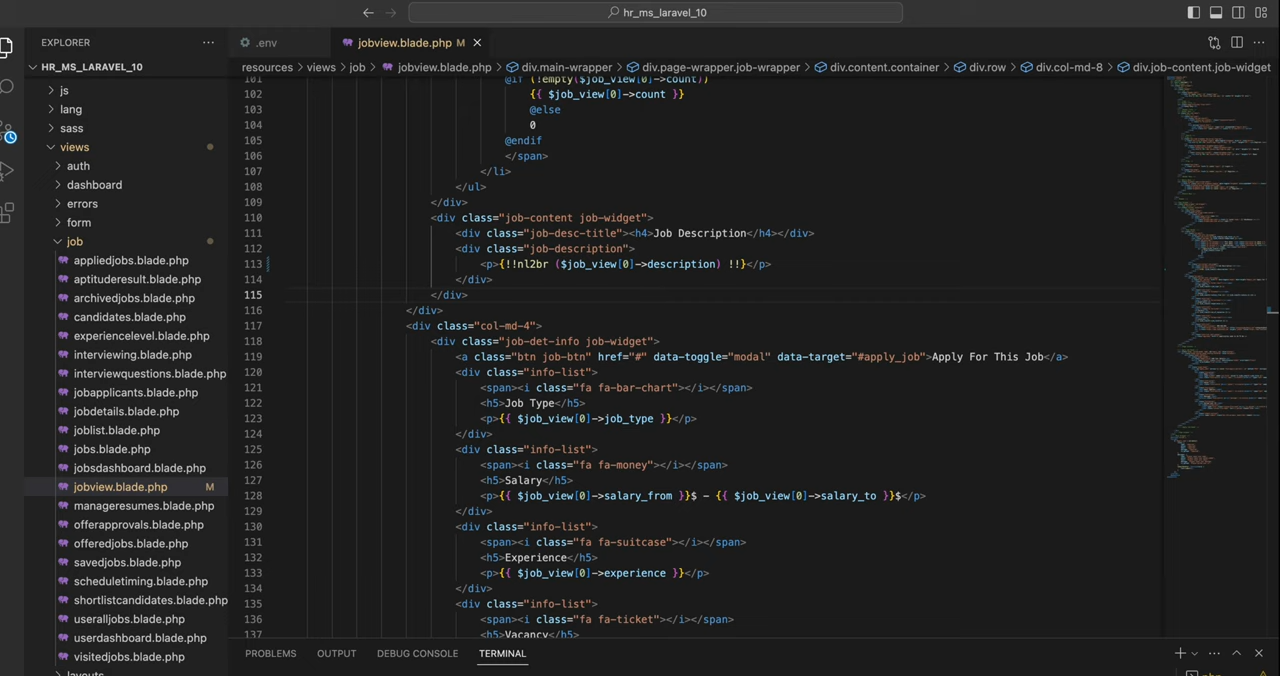 hr_ms_laravel_10
EXPLORER
HR_MS_LARAVEL_10
js
lang
sass
views
auth
dashboard
errors
form
job
appliedjobs.blade.php
aptituderesult.blade.php
archivedjobs.blade.php
candidates.blade.php
experiencelevel.blade.php
interviewing.blade.php
interviewquestions.blade.php
jobapplicants.blade.php
jobdetails.blade.php
joblist.blade.php
jobs.blade.php
jobsdashboard.blade.php
jobview.blade.php M
manageresumes.blade.php
offerapprovals.blade.php
offeredjobs.blade.php
savedjobs.blade.php
scheduletiming.blade.php
shortlistcandidates.blade.php
useralljobs.blade.php
userdashboard.blade.php
visitedjobs.blade.php
layouts
.env
jobview.blade.php M
resources > views > job > jobview.blade.php > div.main-wrapper > div.page-wrapper.job-wrapper > div.content.container > div.row > div.col-md-8 > div.job-content.job-widget
101 @if (!empty($job_view[0]->count))
102 {{ $job_view[0]->count }}
103 @else
104 0
105 @endif
106 </span>
107 </li>
108 </ul>
109 </div>
110 <div class="job-content job-widget">
111 <div class="job-desc-title"><h4>Job Description</h4></div>
112 <div class="job-description">
113 <p>{!!nl2br ($job_view[0]->description) !!}</p>
114 </div>
115 </div>
116 </div>
117 <div class="col-md-4">
118 <div class="job-det-info job-widget">
119 <a class="btn job-btn" href="#" data-toggle="modal" data-target="#apply_job">Apply For This Job</a>
120 <div class="info-list">
121 <span><i class="fa fa-bar-chart"></i></span>
122 <h5>Job Type</h5>
123 <p>{{ $job_view[0]->job_type }}</p>
124 </div>
125 <div class="info-list">
126 <span><i class="fa fa-money"></i></span>
127 <h5>Salary</h5>
128 <p>{{ $job_view[0]->salary_from }}$ - {{ $job_view[0]->salary_to }}$</p>
129 </div>
130 <div class="info-list">
131 <span><i class="fa fa-suitcase"></i></span>
132 <h5>Experience</h5>
133 <p>{{ $job_view[0]->experience }}</p>
134 </div>
135 <div class="info-list">
136 <span><i class="fa fa-ticket"></i></span>
137 <h5>Vacancy</h5>
PROBLEMS OUTPUT DEBUG CONSOLE TERMINAL